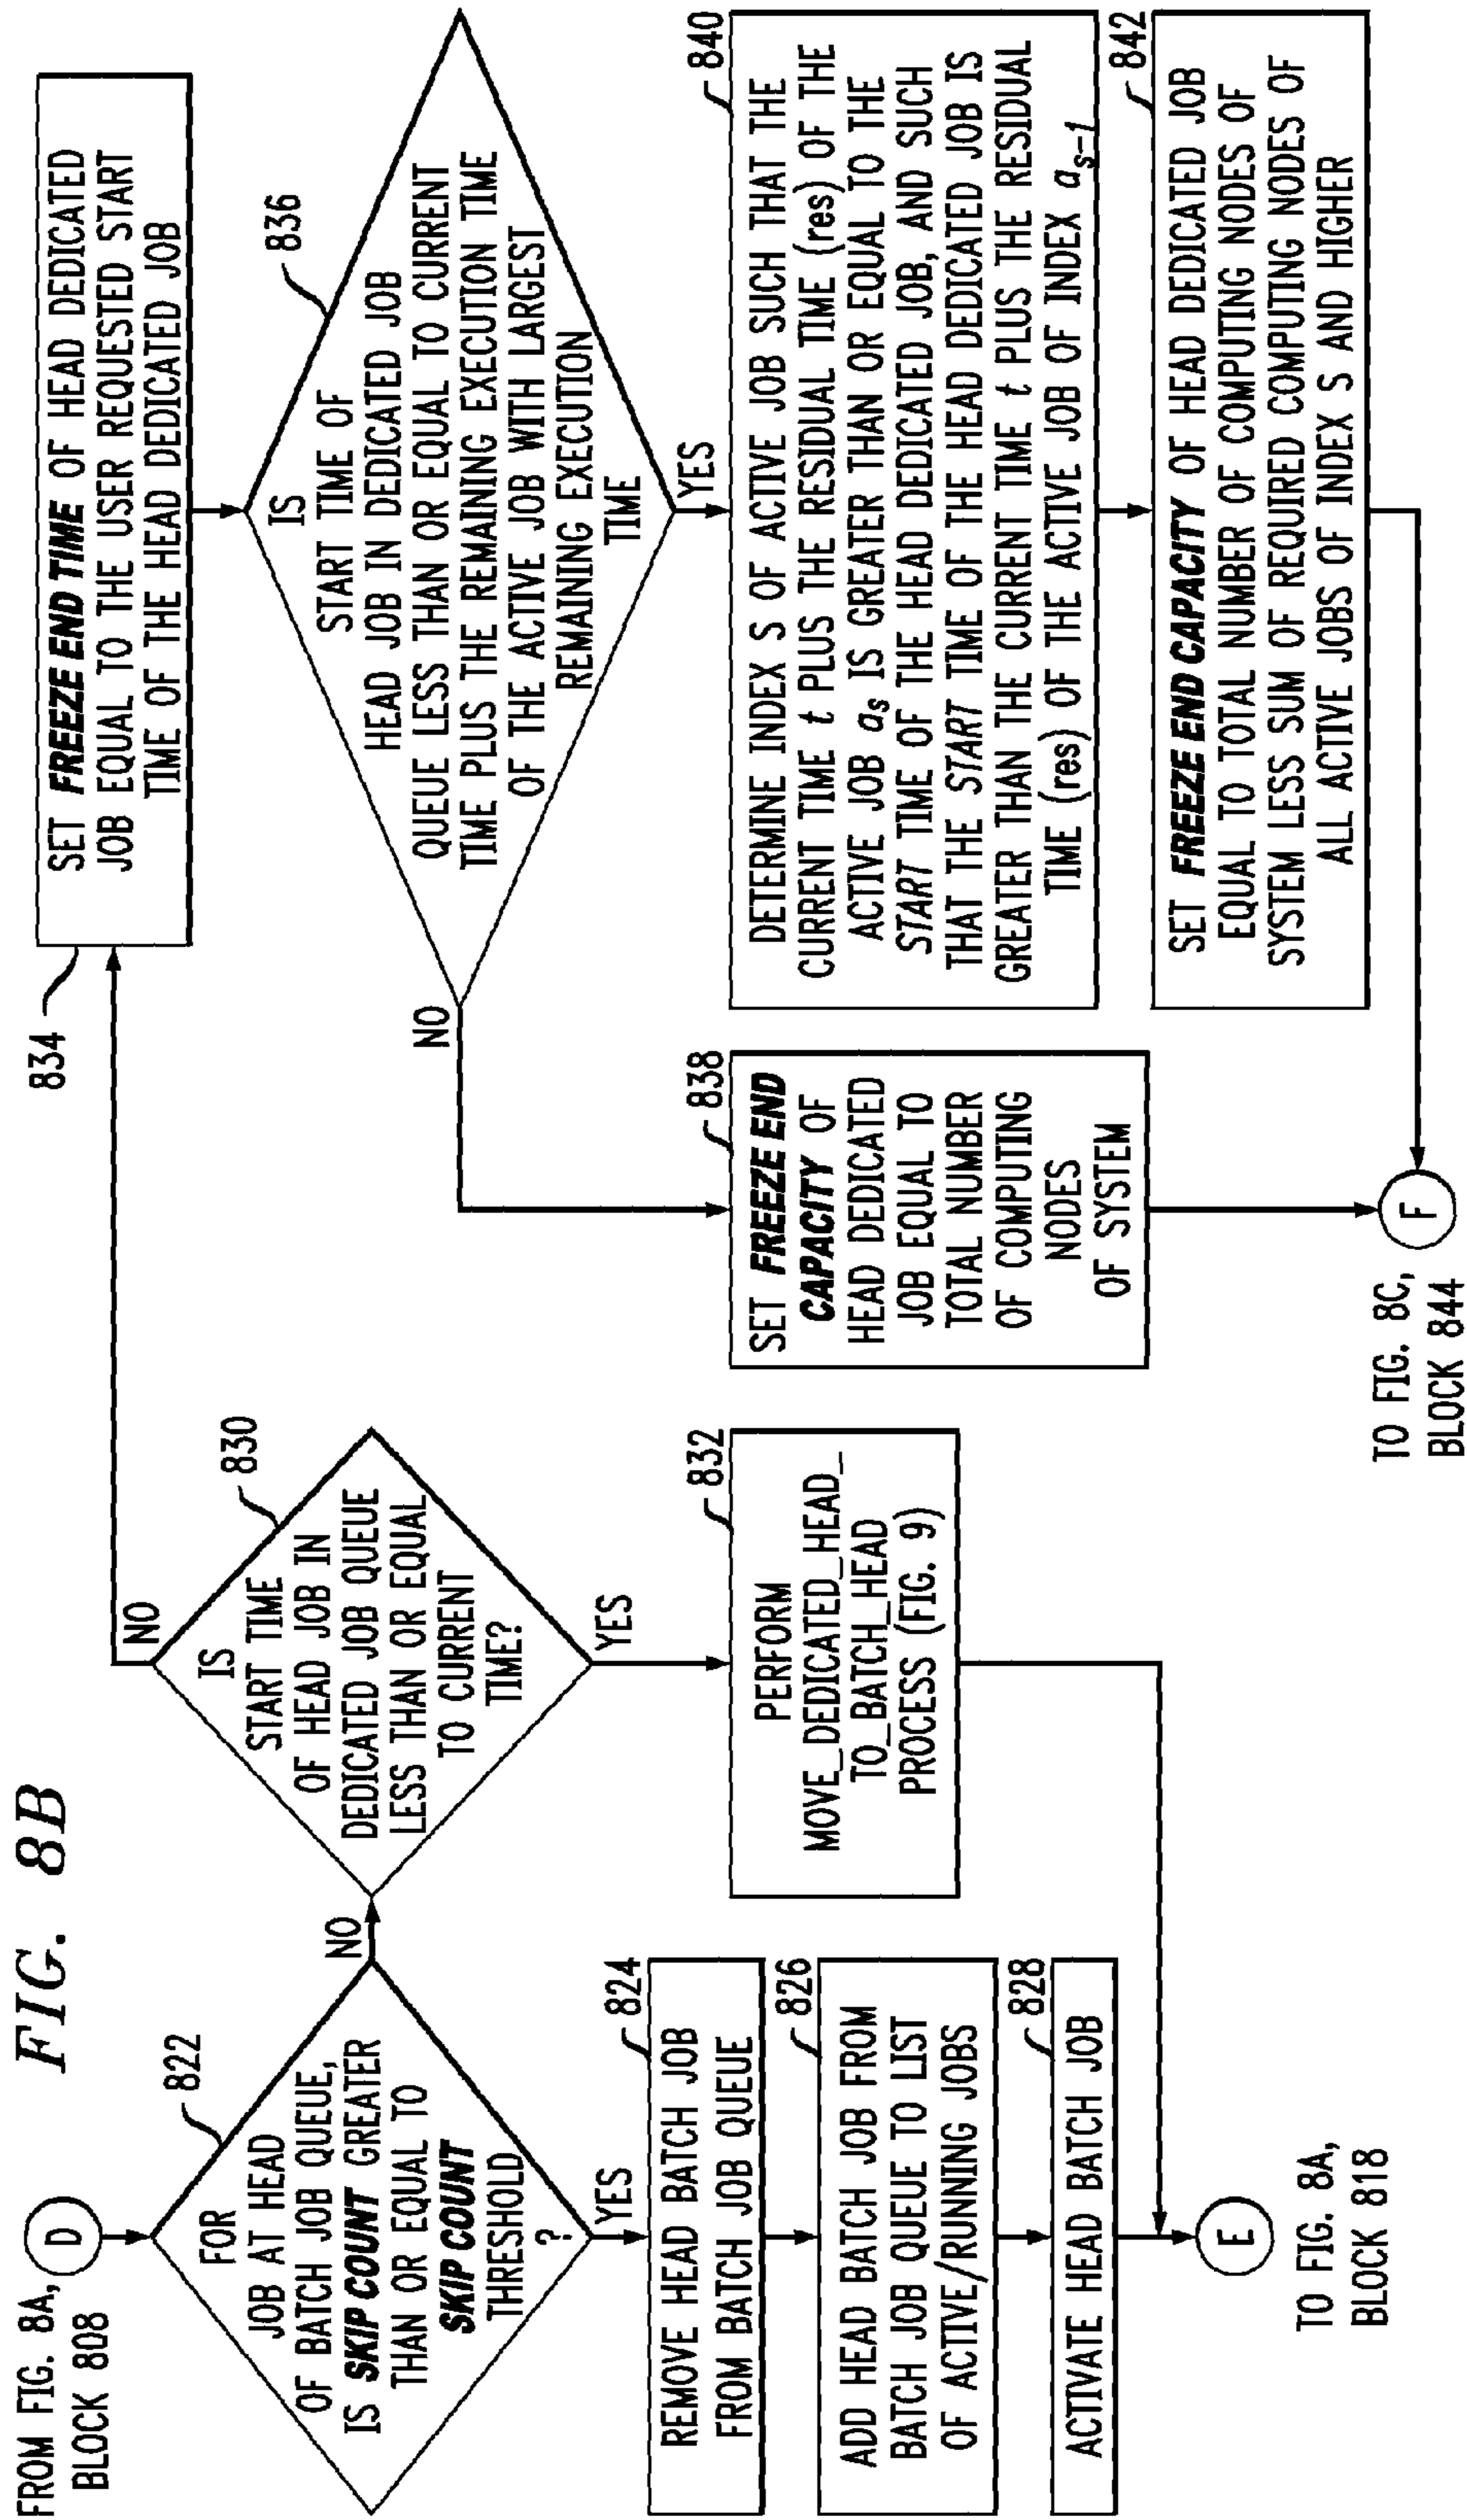 FIG. 8B
FROM FIG. 8A,
BLOCK 808
D
822
FOR
JOB AT HEAD
OF BATCH JOB QUEUE,
IS SKIP COUNT GREATER
THAN OR EQUAL TO
SKIP COUNT
THRESHOLD
?
YES
NO
824
REMOVE HEAD BATCH JOB
FROM BATCH JOB QUEUE
826
ADD HEAD BATCH JOB FROM
BATCH JOB QUEUE TO LIST
OF ACTIVE/RUNNING JOBS
828
ACTIVATE HEAD BATCH JOB
E
TO FIG. 8A,
BLOCK 818
830
IS
START TIME
OF HEAD JOB IN
DEDICATED JOB QUEUE
LESS THAN OR EQUAL
TO CURRENT
TIME?
NO
YES
832
PERFORM
MOVE_DEDICATED_HEAD_
TO_BATCH_HEAD
PROCESS (FIG. 9)
834
SET FREEZE END TIME OF HEAD DEDICATED
JOB EQUAL TO THE USER REQUESTED START
TIME OF THE HEAD DEDICATED JOB
836
IS
START TIME OF
HEAD JOB IN DEDICATED JOB
QUEUE LESS THAN OR EQUAL TO CURRENT
TIME PLUS THE REMAINING EXECUTION TIME
OF THE ACTIVE JOB WITH LARGEST
REMAINING EXECUTION
TIME
NO
YES
838
SET FREEZE END
CAPACITY OF
HEAD DEDICATED
JOB EQUAL TO
TOTAL NUMBER
OF COMPUTING
NODES
OF SYSTEM
840
DETERMINE INDEX S OF ACTIVE JOB SUCH THAT THE
CURRENT TIME t PLUS THE RESIDUAL TIME (res) OF THE
ACTIVE JOB a_s IS GREATER THAN OR EQUAL TO THE
START TIME OF THE HEAD DEDICATED JOB, AND SUCH
THAT THE START TIME OF THE HEAD DEDICATED JOB IS
GREATER THAN THE CURRENT TIME t PLUS THE RESIDUAL
TIME (res) OF THE ACTIVE JOB OF INDEX a_s-1
842
SET FREEZE END CAPACITY OF HEAD DEDICATED JOB
EQUAL TO TOTAL NUMBER OF COMPUTING NODES OF
SYSTEM LESS SUM OF REQUIRED COMPUTING NODES OF
ALL ACTIVE JOBS OF INDEX S AND HIGHER
F
TO FIG. 8C,
BLOCK 844